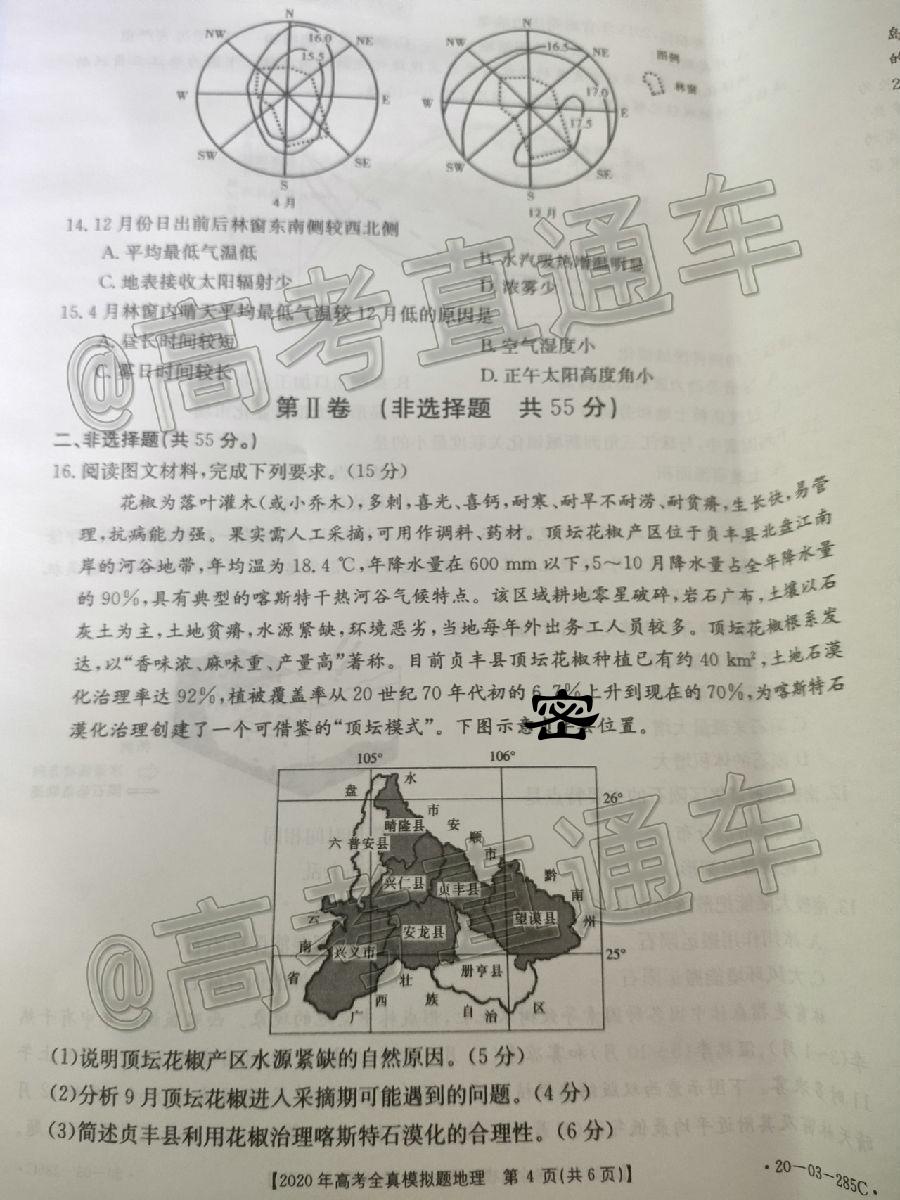 N
NW
NE
16.0
15.5
W
E
SW
SE
S
4月
N
NW
NE
16.5
17.0
17.5
W
E
SW
SE
S
12月
图例
林窗
14.12月份日出前后林窗东南侧较西北侧
A.平均最低气温低
B.水汽吸热增温明显
C.地表接收太阳辐射少
D.浓雾少
15.4月林窗内晴天平均最低气温较12月低的原因是
A.昼长时间较短
B.空气湿度小
C.雾日时间较长
D.正午太阳高度角小
第Ⅱ卷 (非选择题 共55分)
二、非选择题(共55分。)
16.阅读图文材料,完成下列要求。(15分)
花椒为落叶灌木(或小乔木),多刺,喜光、喜钙,耐寒、耐旱不耐涝、耐贫瘠,生长快,易管
理,抗病能力强。果实需人工采摘,可用作调料、药材。顶坛花椒产区位于贞丰县北盘江南
岸的河谷地带,年均温为18.4℃,年降水量在600mm以下,5～10月降水量占全年降水量
的90%,具有典型的喀斯特干热河谷气候特点。该区域耕地零星破碎,岩石广布,土壤以石
灰土为主,土地贫瘠,水源紧缺,环境恶劣,当地每年外出务工人员较多。顶坛花椒根系发
达,以“香味浓、麻味重、产量高”著称。目前贞丰县顶坛花椒种植已有约40km²,土地石漠
化治理率达92%,植被覆盖率从20世纪70年代初的 上升到现在的70%,为喀斯特石
漠化治理创建了一个可借鉴的“顶坛模式”。下图示意 位置。
密
105°
106°
26°
25°
六
盘
水
市
安
顺
市
黔
南
州
云
南
省
广
西
壮
族
自
治
区
晴隆县
普安县
兴仁县
贞丰县
望谟县
安龙县
兴义市
册亨县
(1)说明顶坛花椒产区水源紧缺的自然原因。(5分)
(2)分析9月顶坛花椒进入采摘期可能遇到的问题。(4分)
(3)简述贞丰县利用花椒治理喀斯特石漠化的合理性。(6分)
【2020年高考全真模拟题地理 第4页(共6页)】
·20-03-285C·
@高考直通车
@高考直通车